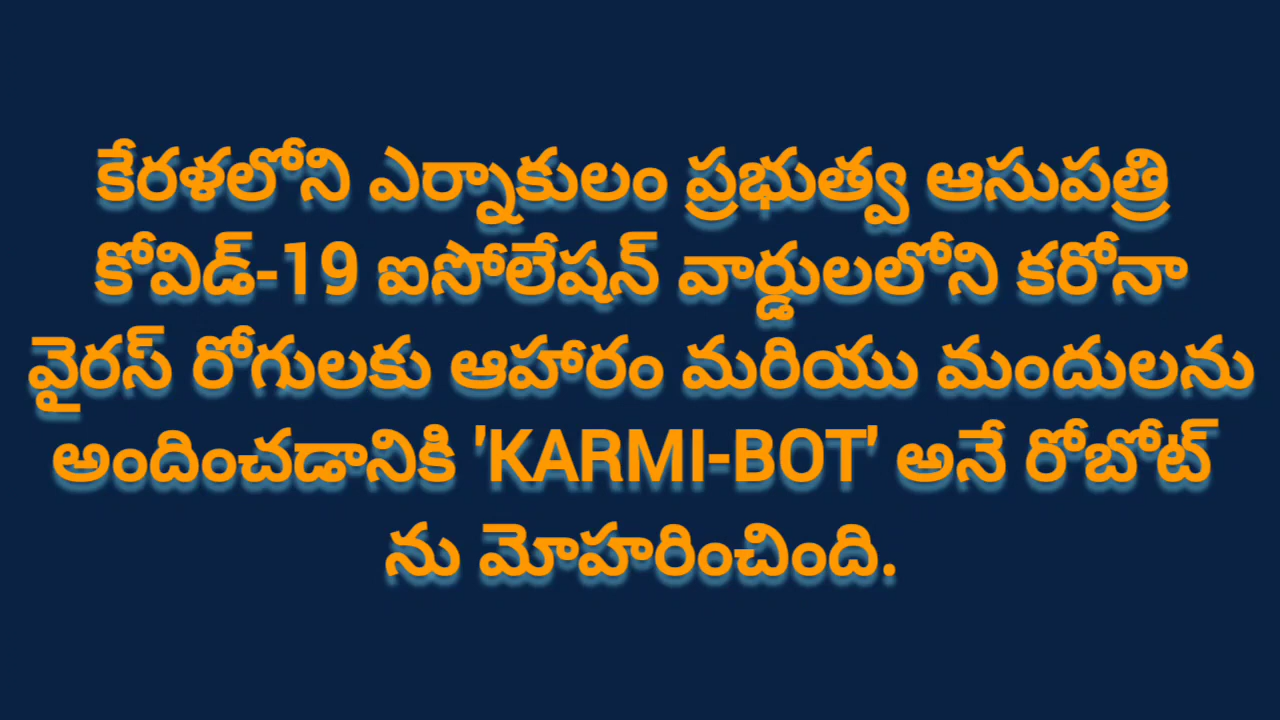 కేరళలోని ఎర్నాకులం ప్రభుత్వ ఆసుపత్రి
కోవిడ్-19 ఐసోలేషన్ వార్డులలోని కరోనా
వైరస్ రోగులకు ఆహారం మరియు మందులను
అందించడానికి 'KARMI-BOT' అనే రోబోట్
ను మోహరించింది.